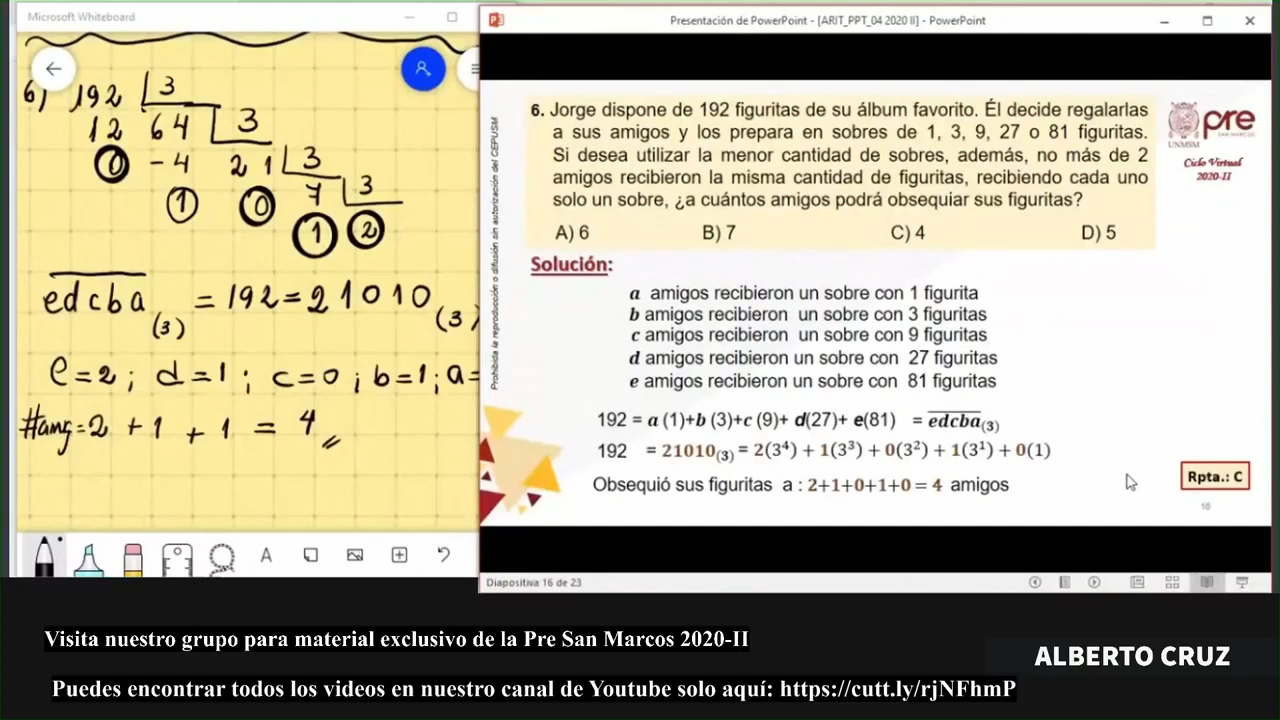 Microsoft Whiteboard
6) 192 3
12 64 3
0 -4 21 3
1 0 7 3
1 2
edcba (3) = 192 = 21010 (3)
e=2; d=1; c=0; b=1; a=
#amg=2 + 1 + 1 = 4
A
Presentación de PowerPoint - [ARIT_PPT_04 2020 II] - PowerPoint
Prohibida la reproducción o difusión sin autorización del CEPUSM
6. Jorge dispone de 192 figuritas de su álbum favorito. Él decide regalarlas
a sus amigos y los prepara en sobres de 1, 3, 9, 27 o 81 figuritas.
Si desea utilizar la menor cantidad de sobres, además, no más de 2
amigos recibieron la misma cantidad de figuritas, recibiendo cada uno
solo un sobre, ¿a cuántos amigos podrá obsequiar sus figuritas?
A) 6 B) 7 C) 4 D) 5
pre
SAN MARCOS
UNMSM
Ciclo Virtual
2020-II
Solución:
a amigos recibieron un sobre con 1 figurita
b amigos recibieron un sobre con 3 figuritas
c amigos recibieron un sobre con 9 figuritas
d amigos recibieron un sobre con 27 figuritas
e amigos recibieron un sobre con 81 figuritas
192 = a (1)+b (3)+c (9)+ d(27)+ e(81) = edcba(3)
192 = 21010(3) = 2(3⁴) + 1(3³) + 0(3²) + 1(3¹) + 0(1)
Obsequió sus figuritas a : 2+1+0+1+0 = 4 amigos
Rpta.: C
16
Diapositiva 16 de 23
Visita nuestro grupo para material exclusivo de la Pre San Marcos 2020-II
ALBERTO CRUZ
Puedes encontrar todos los videos en nuestro canal de Youtube solo aquí: https://cutt.ly/rjNFhmP